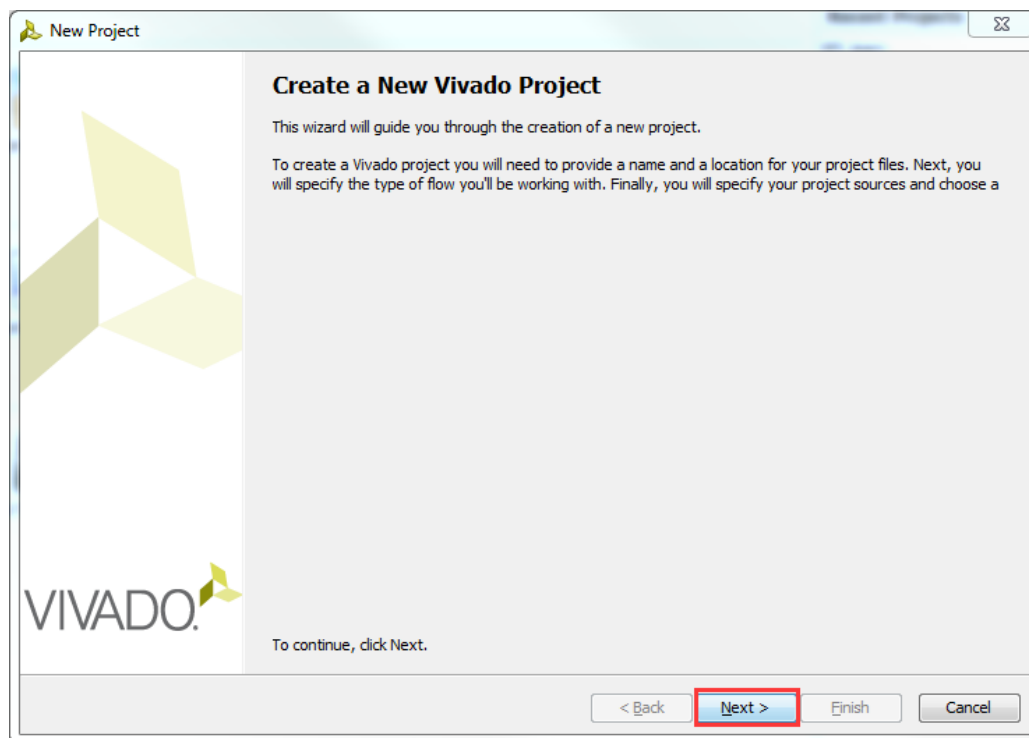 New Project
Recent Projects
Create a New Vivado Project
This wizard will guide you through the creation of a new project.
To create a Vivado project you will need to provide a name and a location for your project files. Next, you
will specify the type of flow you'll be working with. Finally, you will specify your project sources and choose a
VIVADO.
To continue, click Next.
< Back
Next >
Finish
Cancel